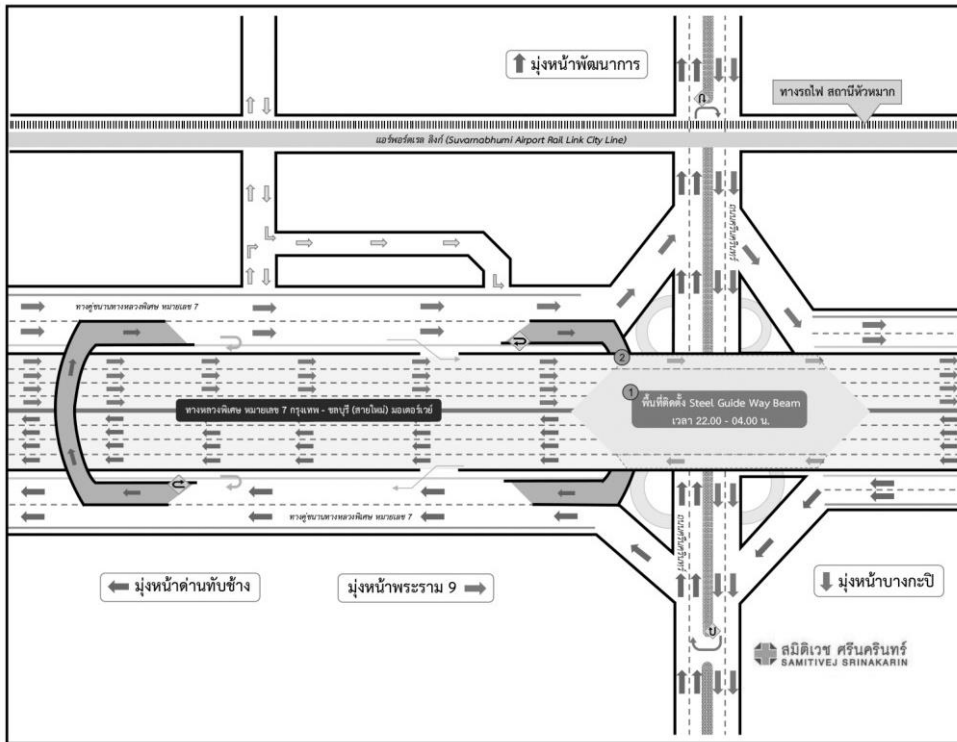 มุ่งหน้าพัฒนาการ
ทางรถไฟ สถานีหัวหมาก
แอร์พอร์ตเรล ลิงก์ (Suvarnabhumi Airport Rail Link City Line)
ถนนศรีนครินทร์
ทางคู่ขนานทางหลวงพิเศษ หมายเลข 7
2
1
พื้นที่ติดตั้ง Steel Guide Way Beam
เวลา 22.00 - 04.00 น.
ทางหลวงพิเศษ หมายเลข 7 กรุงเทพ - ชลบุรี (สายใหม่) มอเตอร์เวย์
ทางคู่ขนานทางหลวงพิเศษ หมายเลข 7
ถนนศรีนครินทร์
มุ่งหน้าด่านทับช้าง
มุ่งหน้าพระราม 9
มุ่งหน้าบางกะปิ
สมิติเวช ศรีนครินทร์
SAMITIVEJ SRINAKARIN